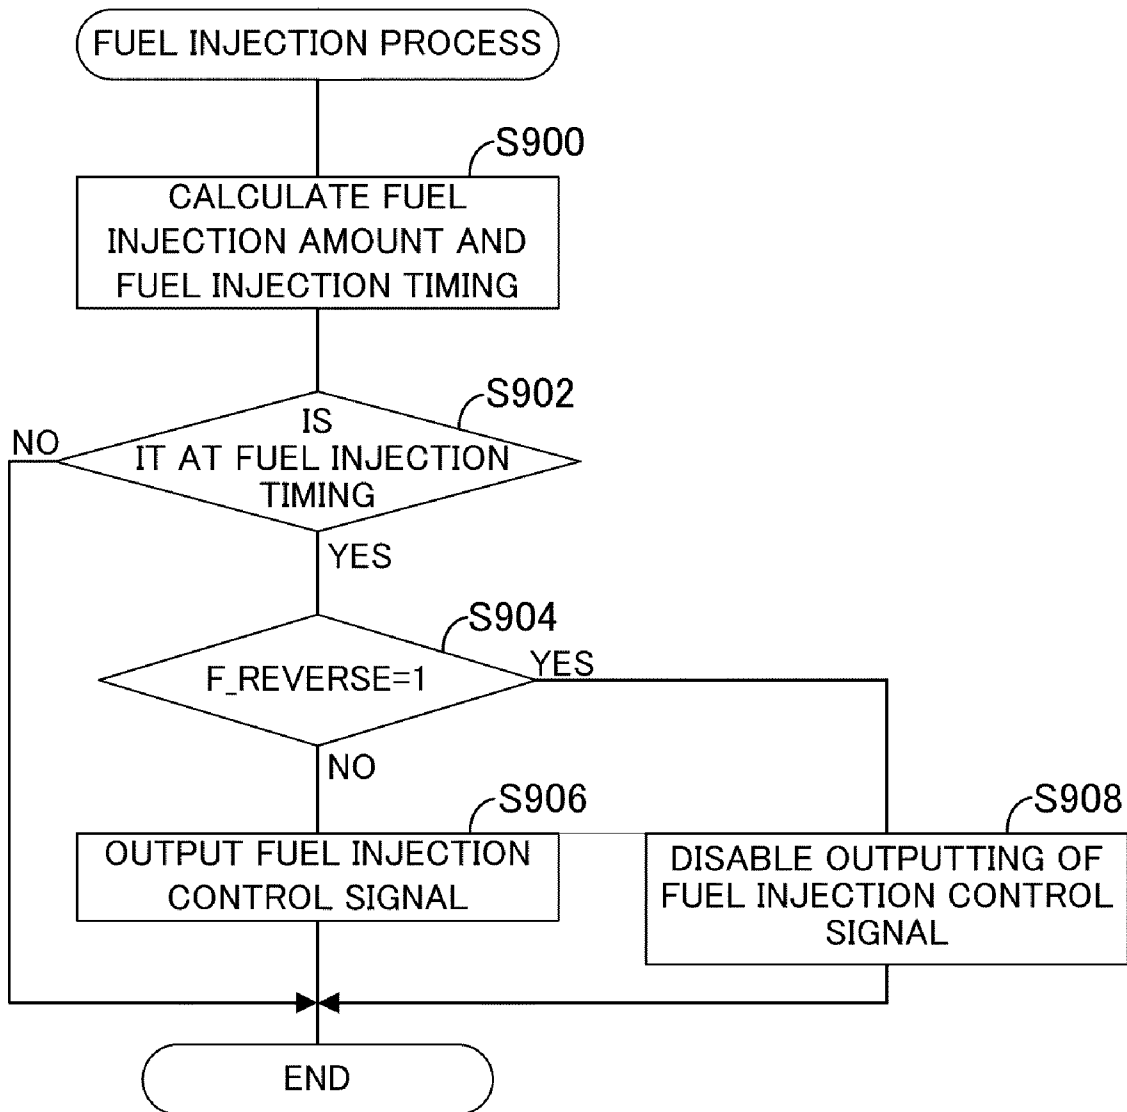 FUEL INJECTION PROCESS
S900
CALCULATE FUEL
INJECTION AMOUNT AND
FUEL INJECTION TIMING
S902
IS
IT AT FUEL INJECTION
TIMING
NO
YES
S904
F_REVERSE=1
YES
NO
S906
OUTPUT FUEL INJECTION
CONTROL SIGNAL
S908
DISABLE OUTPUTTING OF
FUEL INJECTION CONTROL
SIGNAL
END